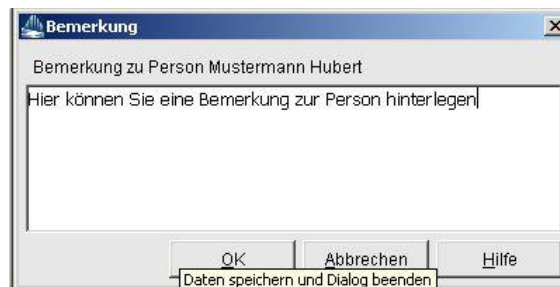 Bemerkung
Bemerkung zu Person Mustermann Hubert
Hier können Sie eine Bemerkung zur Person hinterlegen
OK Abbrechen Hilfe
Daten speichern und Dialog beenden